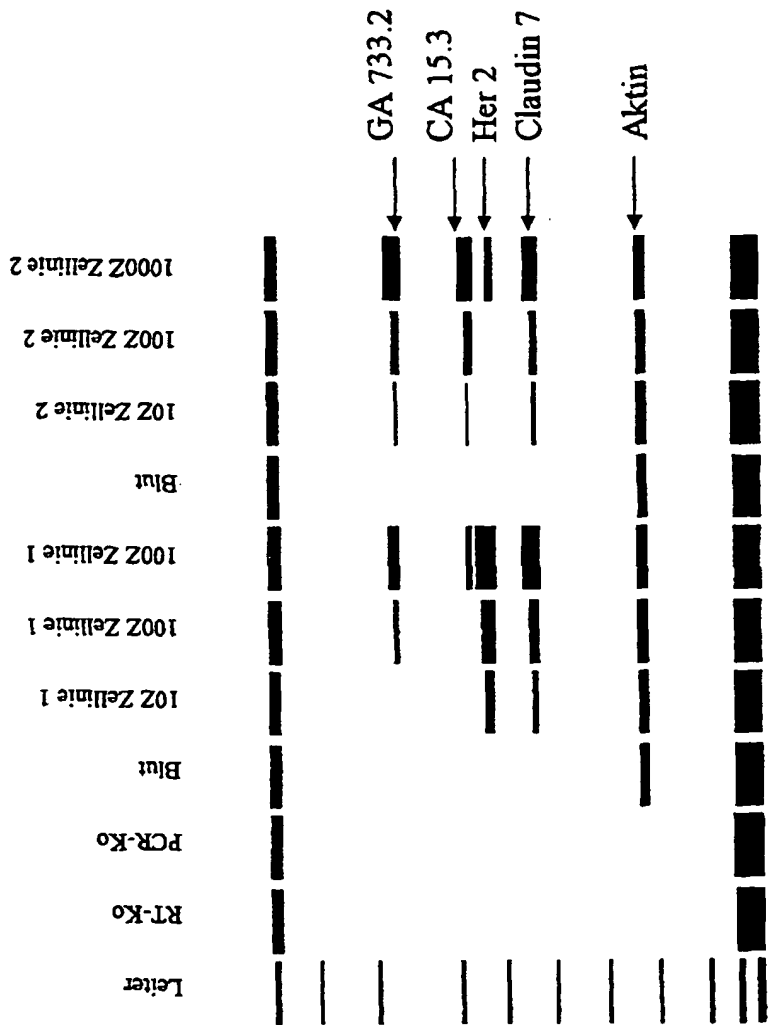 GA 733.2
CA 15.3
Her 2
Claudin 7
Aktin
1000Z Zellinie 2
100Z Zellinie 2
10Z Zellinie 2
Blut
100Z Zellinie 1
100Z Zellinie 1
10Z Zellinie 1
Blut
PCR-Ko
RT-Ko
Leiter